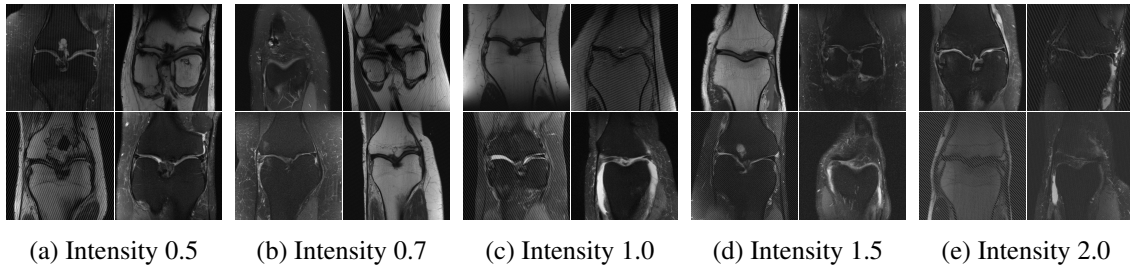 (a) Intensity 0.5
(b) Intensity 0.7
(c) Intensity 1.0
(d) Intensity 1.5
(e) Intensity 2.0